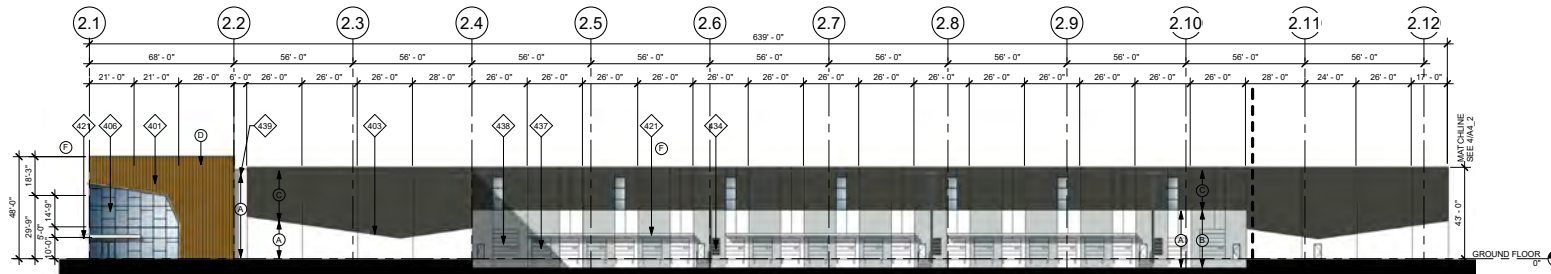 2.1 2.2 2.3 2.4 2.5 2.6 2.7 2.8 2.9 2.10 2.11 2.12
639' - 0"
68' - 0" 56' - 0" 56' - 0" 56' - 0" 56' - 0" 56' - 0" 56' - 0" 56' - 0" 56' - 0" 56' - 0" 56' - 0"
21' - 0" 21' - 0" 26' - 0" 6' - 0" 26' - 0" 26' - 0" 26' - 0" 28' - 0" 26' - 0" 26' - 0" 26' - 0" 26' - 0" 26' - 0" 26' - 0" 26' - 0" 26' - 0" 26' - 0" 26' - 0" 26' - 0" 26' - 0" 26' - 0" 26' - 0" 28' - 0" 24' - 0" 26' - 0" 17' - 0"
421 406 401 D 439 403 438 437 421 434
F F
MATCHLINE
SEE 4/A4_2
48'-0"
18'-3"
29'-9"
14'-9"
5'-0"
10'-0"
A C A C A B
43' - 0"
GROUND FLOOR
0"